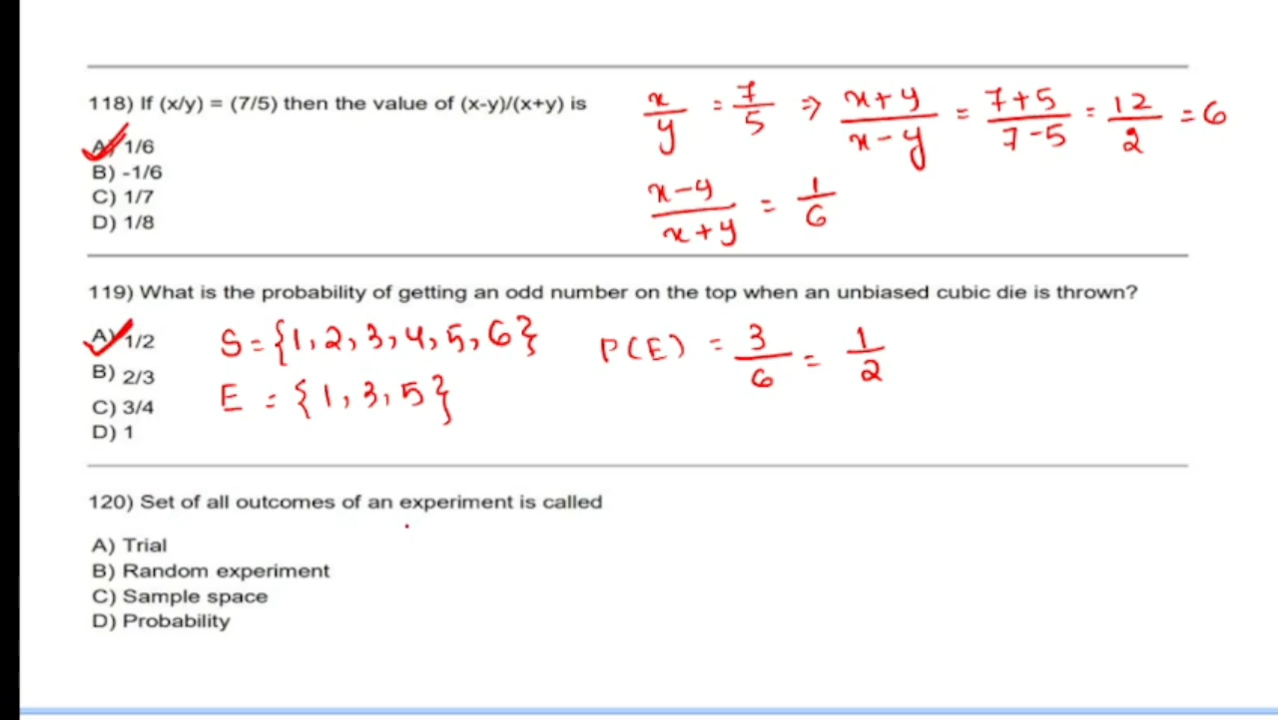 118) If (x/y) = (7/5) then the value of (x-y)/(x+y) is
A) 1/6
B) -1/6
C) 1/7
D) 1/8
x/y = 7/5 ⇒ x+y/x-y = 7+5/7-5 = 12/2 = 6
x-y/x+y = 1/6
119) What is the probability of getting an odd number on the top when an unbiased cubic die is thrown?
A) 1/2
B) 2/3
C) 3/4
D) 1
S = {1, 2, 3, 4, 5, 6}
E = {1, 3, 5}
P(E) = 3/6 = 1/2
120) Set of all outcomes of an experiment is called
A) Trial
B) Random experiment
C) Sample space
D) Probability